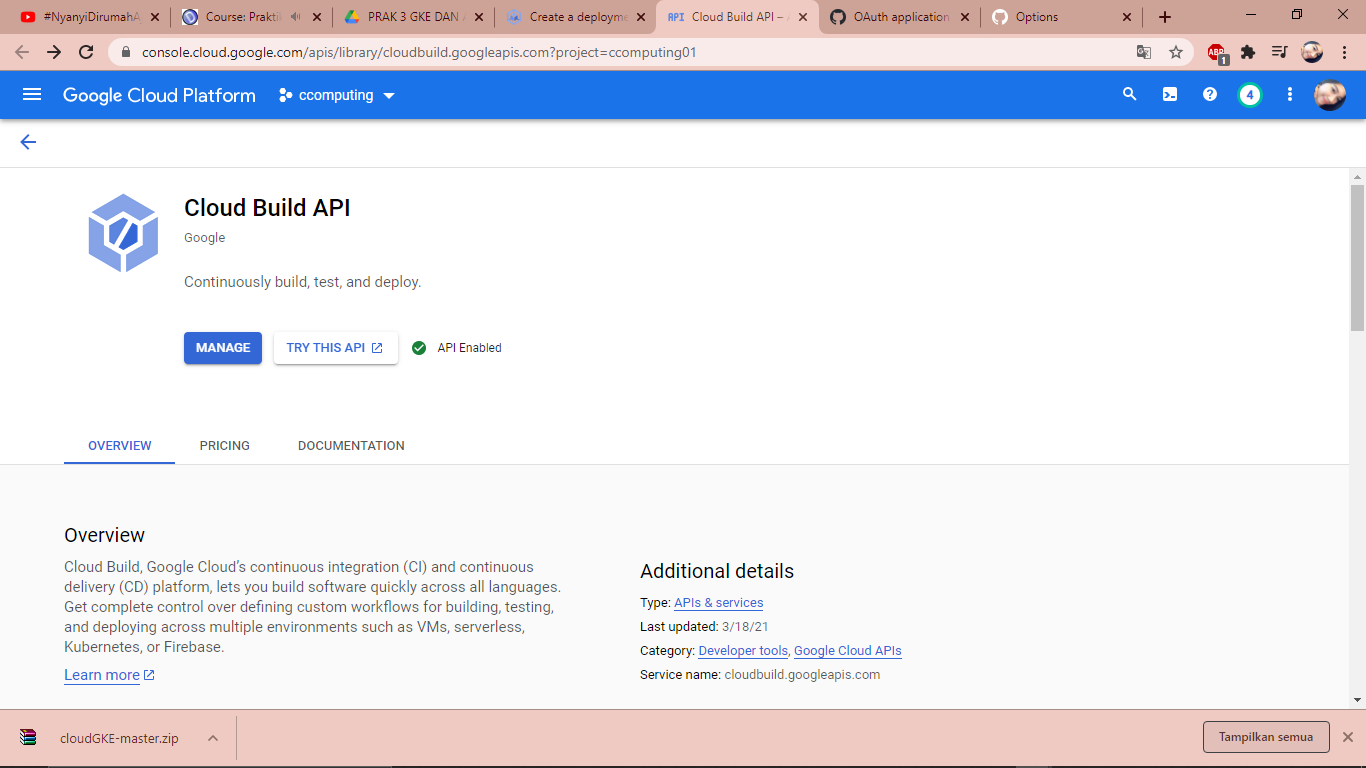 #NyanyiDirumahA
Course: Prakti
PRAK 3 GKE DAN A
Create a deployme
API Cloud Build API – A
OAuth application
Options
console.cloud.google.com/apis/library/cloudbuild.googleapis.com?project=ccomputing01
ABP
1
Google Cloud Platform
ccomputing
4
Cloud Build API
Google
Continuously build, test, and deploy.
MANAGE
TRY THIS API
API Enabled
OVERVIEW
PRICING
DOCUMENTATION
Overview
Cloud Build, Google Cloud’s continuous integration (CI) and continuous
delivery (CD) platform, lets you build software quickly across all languages.
Get complete control over defining custom workflows for building, testing,
and deploying across multiple environments such as VMs, serverless,
Kubernetes, or Firebase.
Learn more
Additional details
Type: APIs & services
Last updated: 3/18/21
Category: Developer tools, Google Cloud APIs
Service name: cloudbuild.googleapis.com
cloudGKE-master.zip
Tampilkan semua